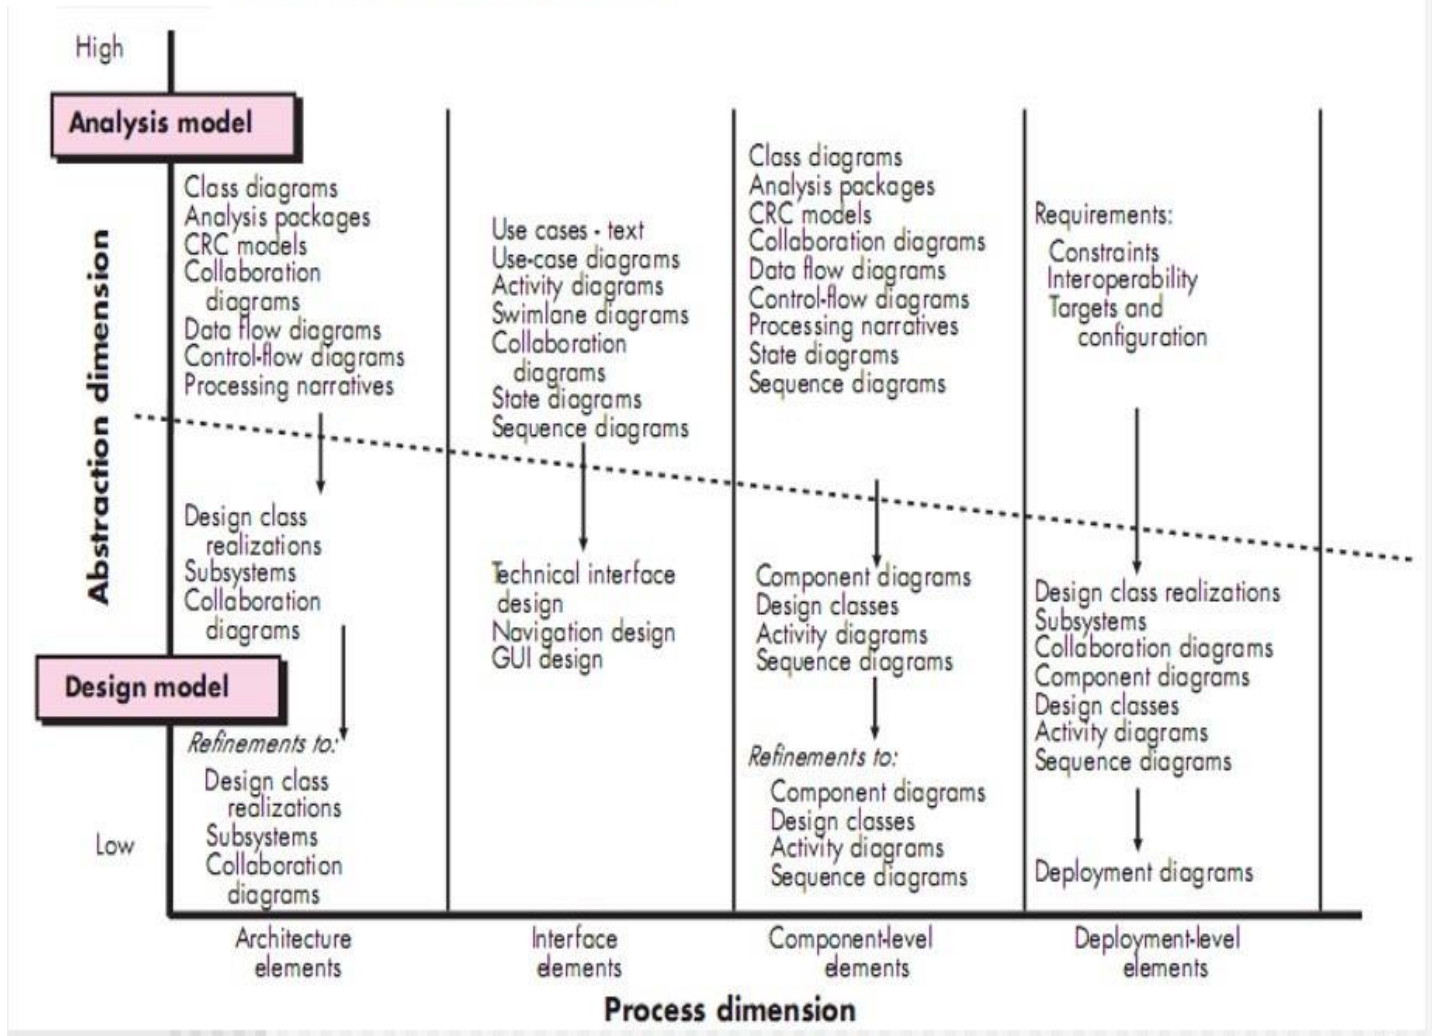 High
Analysis model
Abstraction dimension
Design model
Low
Class diagrams
Analysis packages
CRC models
Collaboration
diagrams
Data flow diagrams
Control-flow diagrams
Processing narratives
Design class
realizations
Subsystems
Collaboration
diagrams
Refinements to:
Design class
realizations
Subsystems
Collaboration
diagrams
Architecture
elements
Use cases - text
Use-case diagrams
Activity diagrams
Swimlane diagrams
Collaboration
diagrams
State diagrams
Sequence diagrams
Technical interface
design
Navigation design
GUI design
Interface
elements
Class diagrams
Analysis packages
CRC models
Collaboration diagrams
Data flow diagrams
Control-flow diagrams
Processing narratives
State diagrams
Sequence diagrams
Component diagrams
Design classes
Activity diagrams
Sequence diagrams
Refinements to:
Component diagrams
Design classes
Activity diagrams
Sequence diagrams
Component-level
elements
Requirements:
Constraints
Interoperability
Targets and
configuration
Design class realizations
Subsystems
Collaboration diagrams
Component diagrams
Design classes
Activity diagrams
Sequence diagrams
Deployment diagrams
Deployment-level
elements
Process dimension